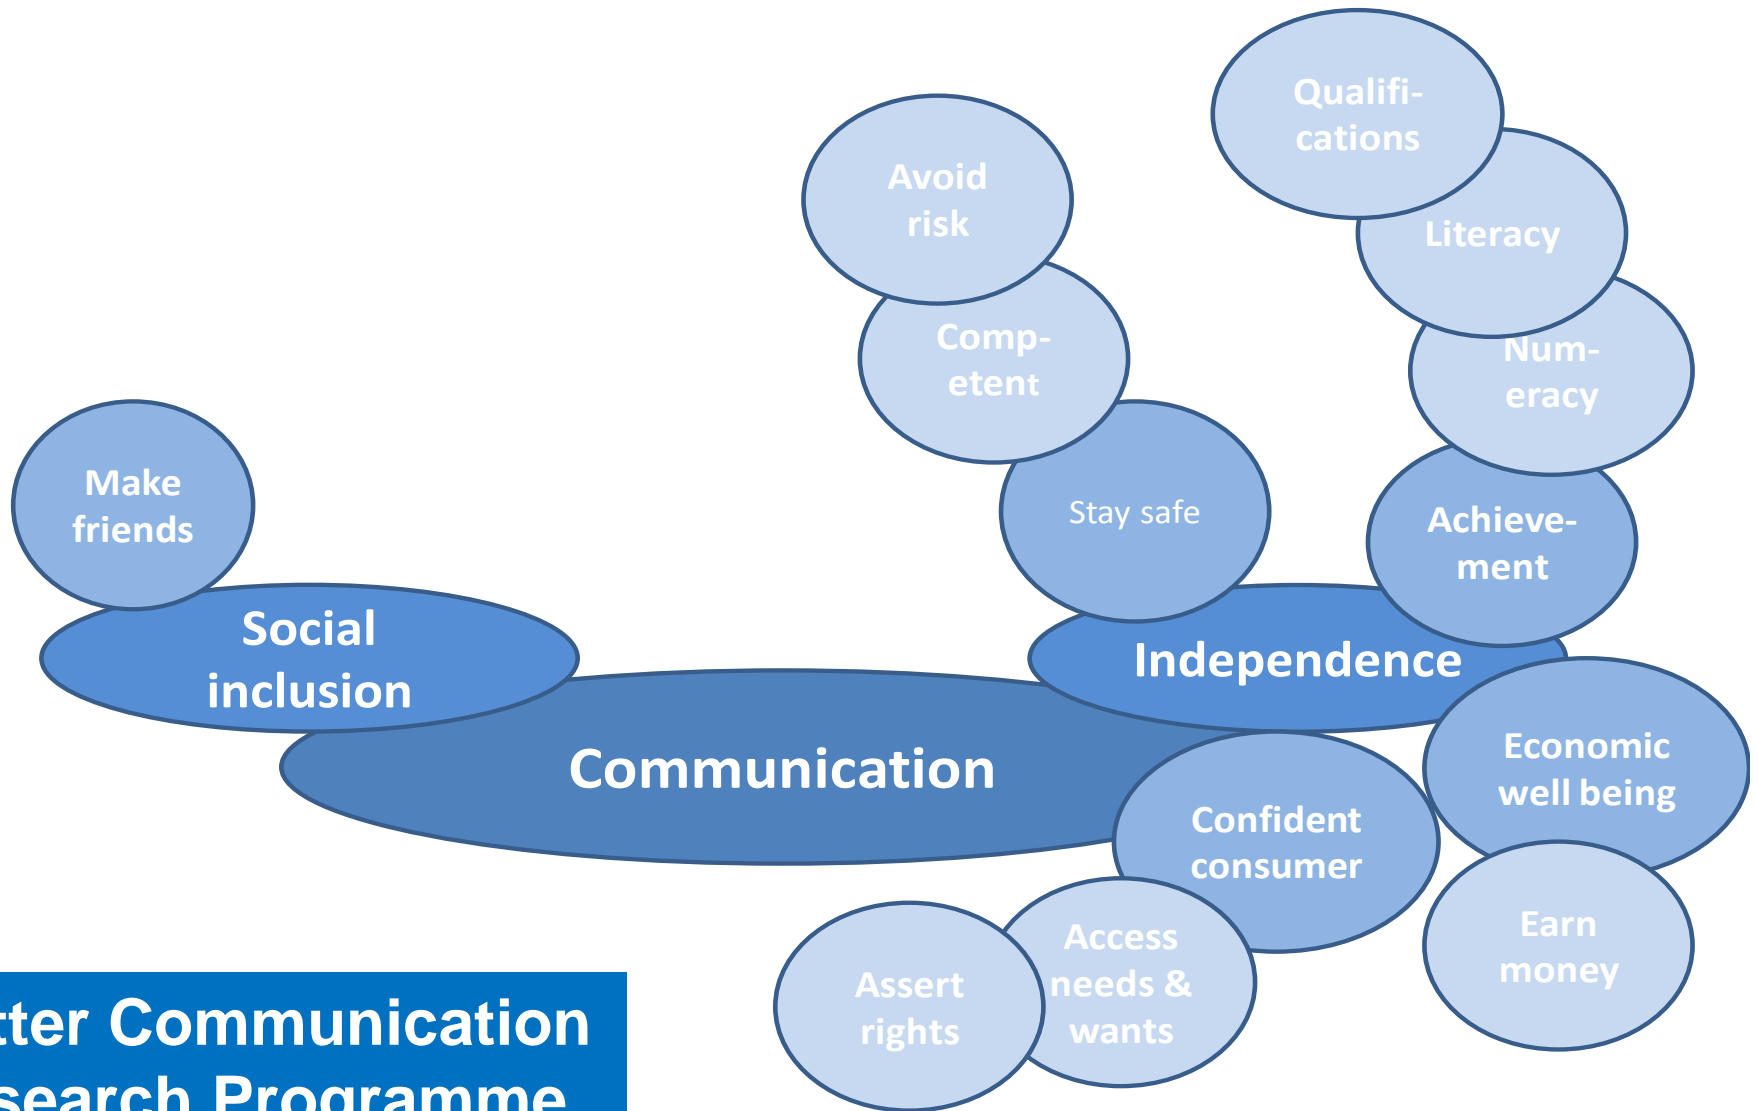 Qualifi-
cations
Avoid
risk
Literacy
Comp-
etent
Num-
eracy
Make
friends
Stay safe
Achieve-
ment
Social
inclusion
Independence
Communication
Economic
well being
Confident
consumer
Access
needs &
wants
Earn
money
Assert
rights
tter Communication
search Programme